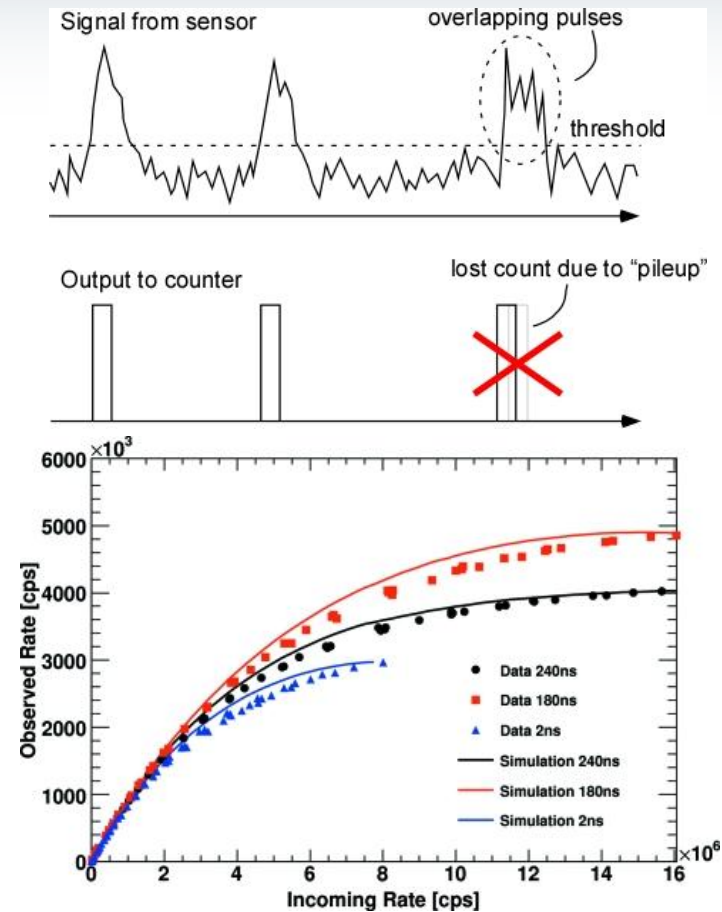 Signal from sensor
overlapping pulses
threshold
Output to counter
lost count due to “pileup”
×10³
6000
5000
4000
3000
2000
1000
0
Observed Rate [cps]
Data 240ns
Data 180ns
Data 2ns
Simulation 240ns
Simulation 180ns
Simulation 2ns
0 2 4 6 8 10 12 14 16
×10⁶
Incoming Rate [cps]